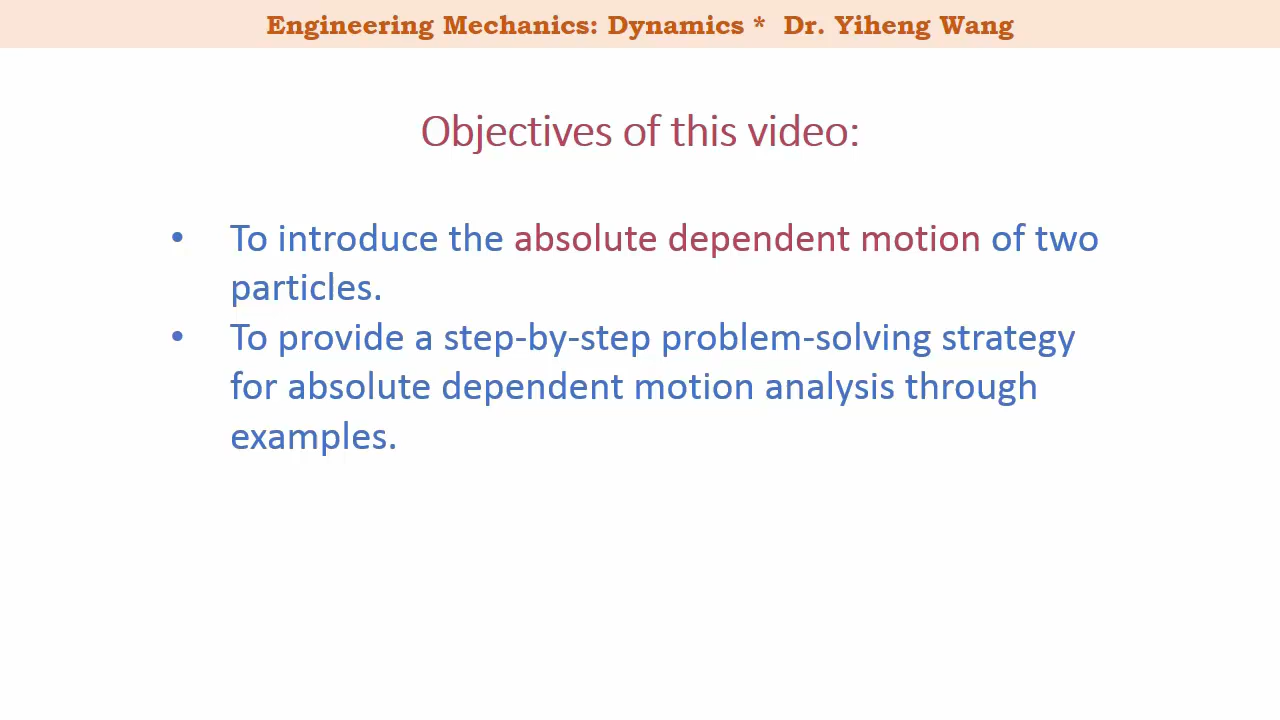 Engineering Mechanics: Dynamics * Dr. Yiheng Wang
Objectives of this video:
• To introduce the absolute dependent motion of two
particles.
• To provide a step-by-step problem-solving strategy
for absolute dependent motion analysis through
examples.